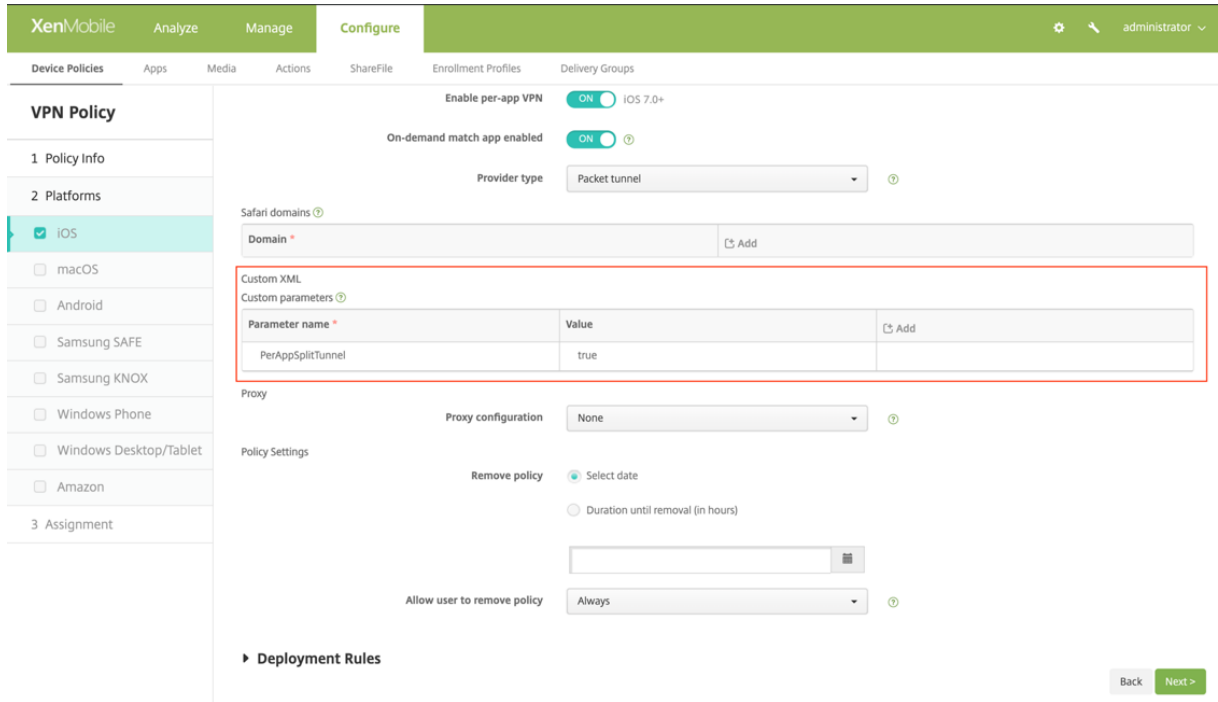 XenMobile Analyze Manage Configure administrator
Device Policies Apps Media Actions ShareFile Enrollment Profiles Delivery Groups
VPN Policy
1 Policy Info
2 Platforms
iOS
macOS
Android
Samsung SAFE
Samsung KNOX
Windows Phone
Windows Desktop/Tablet
Amazon
3 Assignment
Enable per-app VPN ON iOS 7.0+
On-demand match app enabled ON ?
Provider type Packet tunnel ?
Safari domains ?
Domain * Add
Custom XML
Custom parameters ?
Parameter name * Value Add
PerAppSplitTunnel true
Proxy
Proxy configuration None ?
Policy Settings
Remove policy Select date
Duration until removal (in hours)
Allow user to remove policy Always ?
Deployment Rules
Back Next >